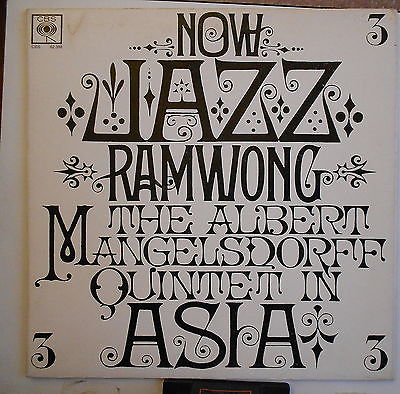 CBS
NOW
3
JAZZ
RAMWONG
THE ALBERT
MANGELSDORFF
QUINTET IN
ASIA
3
3